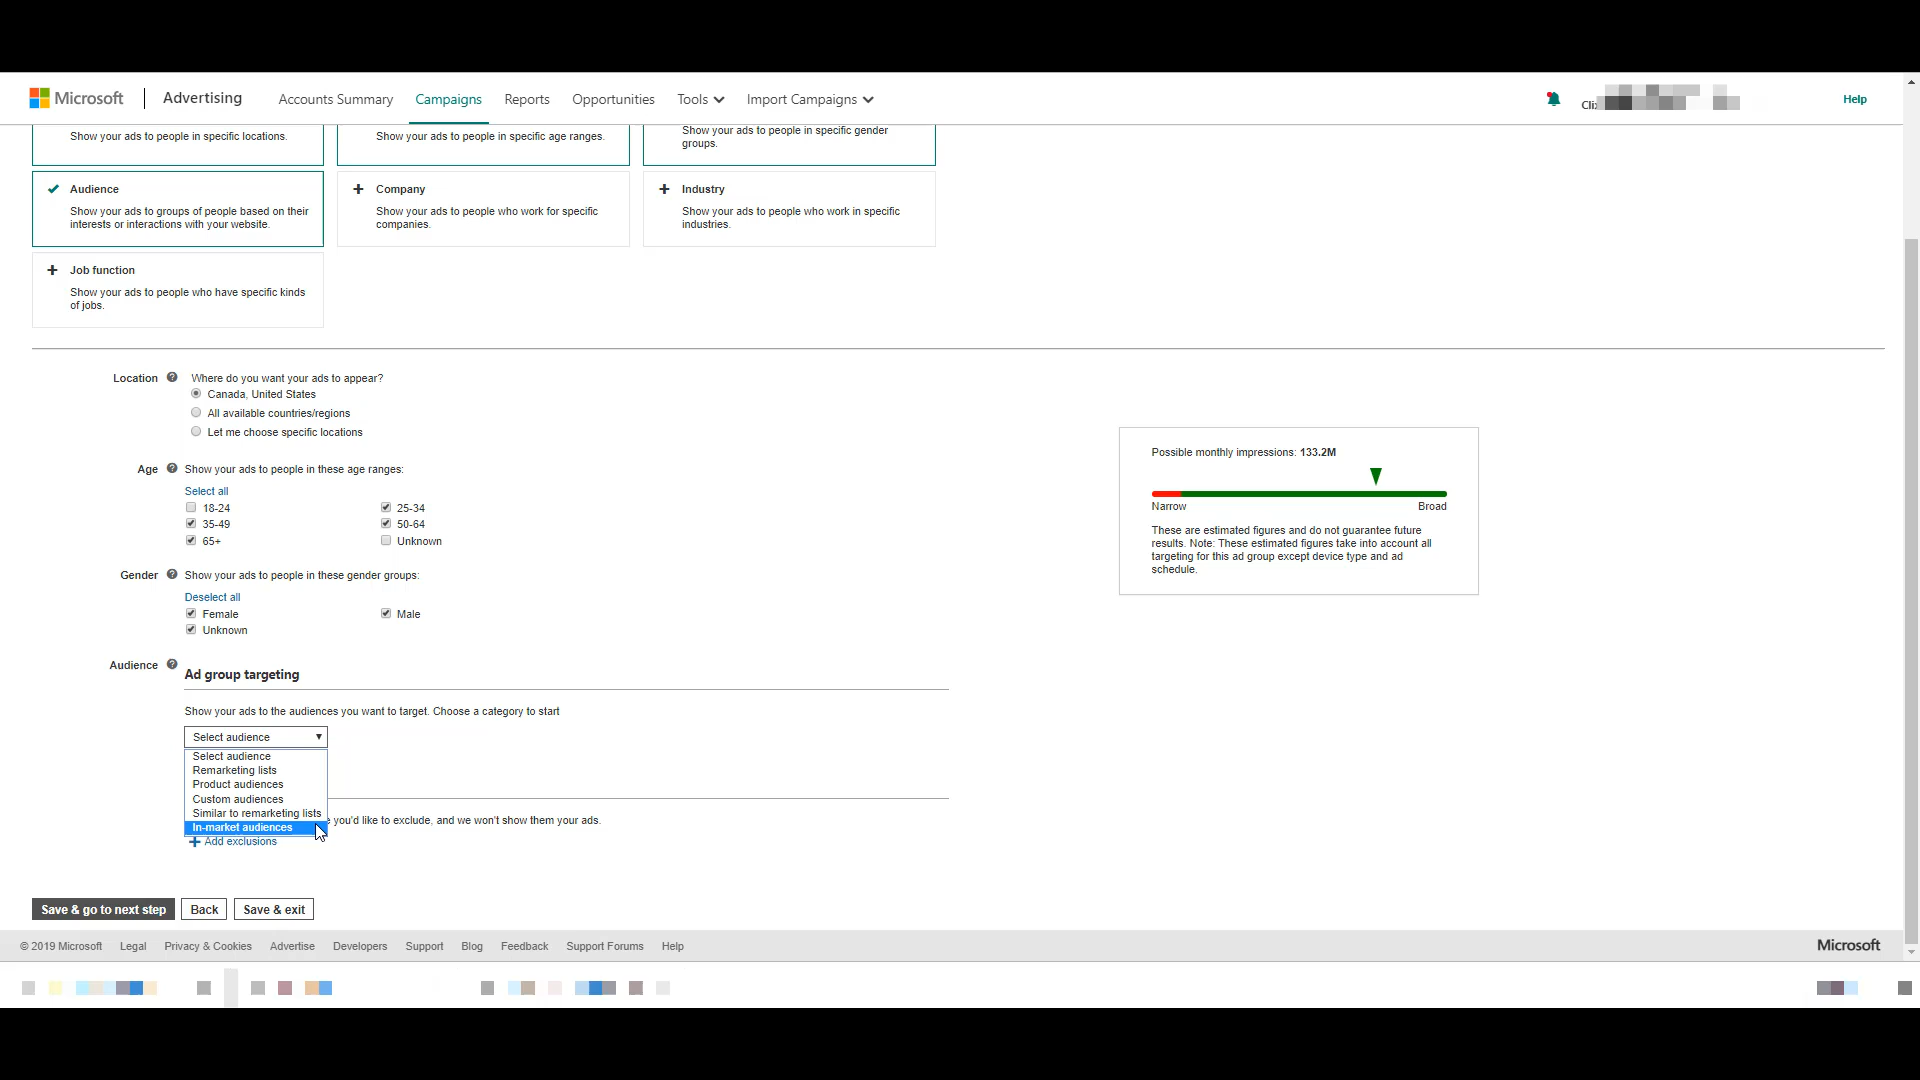 Microsoft | Advertising Accounts Summary Campaigns Reports Opportunities Tools Import Campaigns Help
Show your ads to people in specific locations.
Show your ads to people in specific age ranges.
Show your ads to people in specific gender
groups.
Audience
Show your ads to groups of people based on their
interests or interactions with your website.
+ Company
Show your ads to people who work for specific
companies.
+ Industry
Show your ads to people who work in specific
industries.
+ Job function
Show your ads to people who have specific kinds
of jobs.
Location Where do you want your ads to appear?
Canada, United States
All available countries/regions
Let me choose specific locations
Age Show your ads to people in these age ranges:
Select all
18-24 25-34
35-49 50-64
65+ Unknown
Gender Show your ads to people in these gender groups:
Deselect all
Female Male
Unknown
Possible monthly impressions: 133.2M
Narrow Broad
These are estimated figures and do not guarantee future
results. Note: These estimated figures take into account all
targeting for this ad group except device type and ad
schedule.
Audience Ad group targeting
Show your ads to the audiences you want to target. Choose a category to start
Select audience
Select audience
Remarketing lists
Product audiences
Custom audiences
Similar to remarketing lists
In-market audiences
you'd like to exclude, and we won't show them your ads.
+ Add exclusions
Save & go to next step Back Save & exit
© 2019 Microsoft Legal Privacy & Cookies Advertise Developers Support Blog Feedback Support Forums Help Microsoft